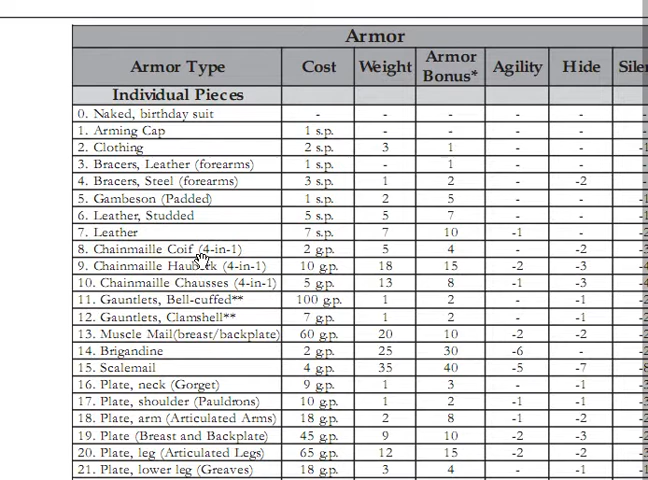 Armor
Armor Type Cost Weight Armor Bonus* Agility Hide
Individual Pieces
0. Naked, birthday suit - - - - -
1. Arming Cap 1 s.p. - - - -
2. Clothing 2 s.p. 3 1 - -
3. Bracers, Leather (forearms) 1 s.p. - 1 - -
4. Bracers, Steel (forearms) 3 s.p. 1 2 - -2
5. Gambeson (Padded) 1 s.p. 2 5 - -
6. Leather, Studded 5 s.p. 5 7 - -
7. Leather 7 s.p. 7 10 -1 -
8. Chainmaille Coif (4-in-1) 2 g.p. 5 4 - -2
9. Chainmaille Hauberk (4-in-1) 10 g.p. 18 15 -2 -3
10. Chainmaille Chausses (4-in-1) 5 g.p. 13 8 -1 -3
11. Gauntlets, Bell-cuffed** 100 g.p. 1 2 - -1
12. Gauntlets, Clamshell** 7 g.p. 1 2 - -1
13. Muscle Mail(breast/backplate) 60 g.p. 20 10 -2 -2
14. Brigandine 2 g.p. 25 30 -6 -
15. Scalemail 4 g.p. 35 40 -5 -7
16. Plate, neck (Gorget) 9 g.p. 1 3 - -1
17. Plate, shoulder (Pauldrons) 10 g.p. 1 2 -1 -1
18. Plate, arm (Articulated Arms) 18 g.p. 2 8 -1 -2
19. Plate (Breast and Backplate) 45 g.p. 9 10 -2 -3
20. Plate, leg (Articulated Legs) 65 g.p. 12 15 -2 -2
21. Plate, lower leg (Greaves) 18 g.p. 3 4 - -1